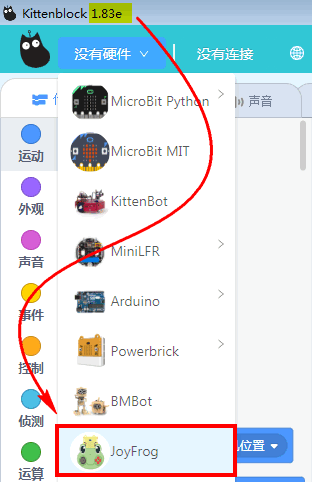 Kittenblock 1.83e
没有硬件 没有连接
声音
MicroBit Python
运动
MicroBit MIT
外观
KittenBot
声音
MiniLFR
事件
Arduino
控制
Powerbrick
侦测
BMBot
位置
JoyFrog
运算